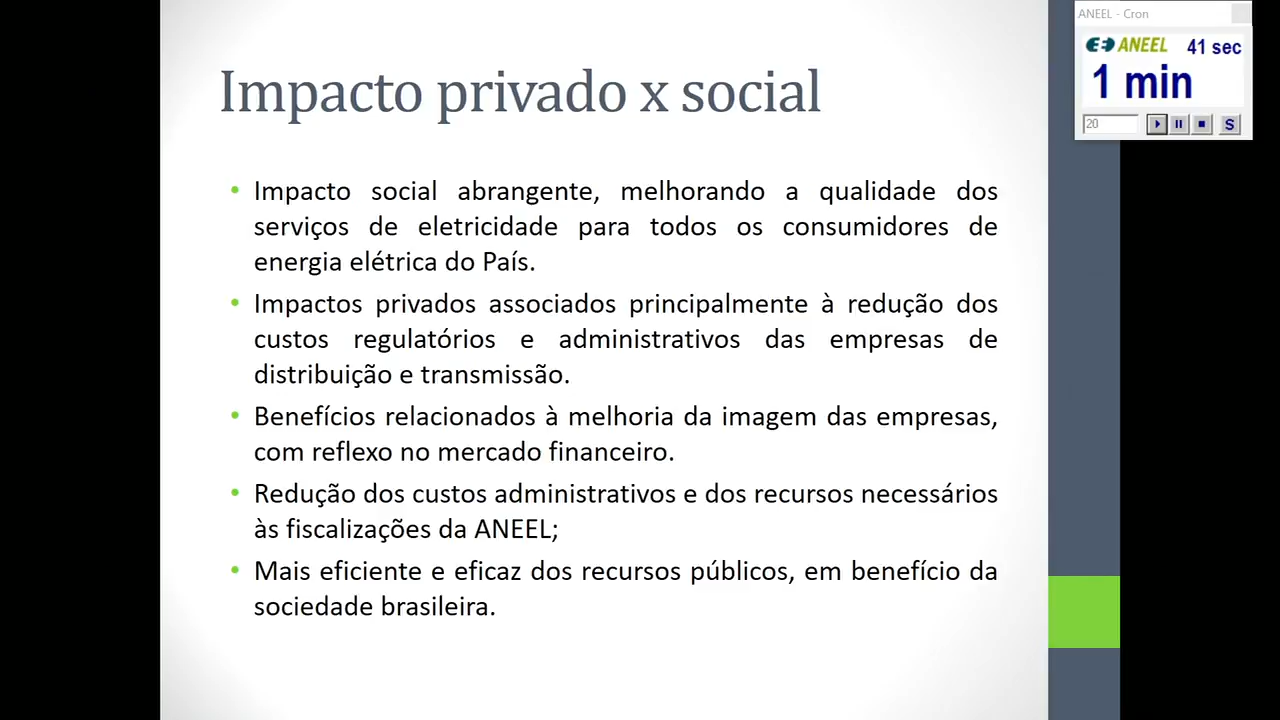 Impacto privado x social
Impacto social abrangente, melhorando a qualidade dos
serviços de eletricidade para todos os consumidores de
energia elétrica do País.
Impactos privados associados principalmente à redução dos
custos regulatórios e administrativos das empresas de
distribuição e transmissão.
Benefícios relacionados à melhoria da imagem das empresas,
com reflexo no mercado financeiro.
Redução dos custos administrativos e dos recursos necessários
às fiscalizações da ANEEL;
Mais eficiente e eficaz dos recursos públicos, em benefício da
sociedade brasileira.
ANEEL - Cron
ANEEL 41 sec
1 min
20 S